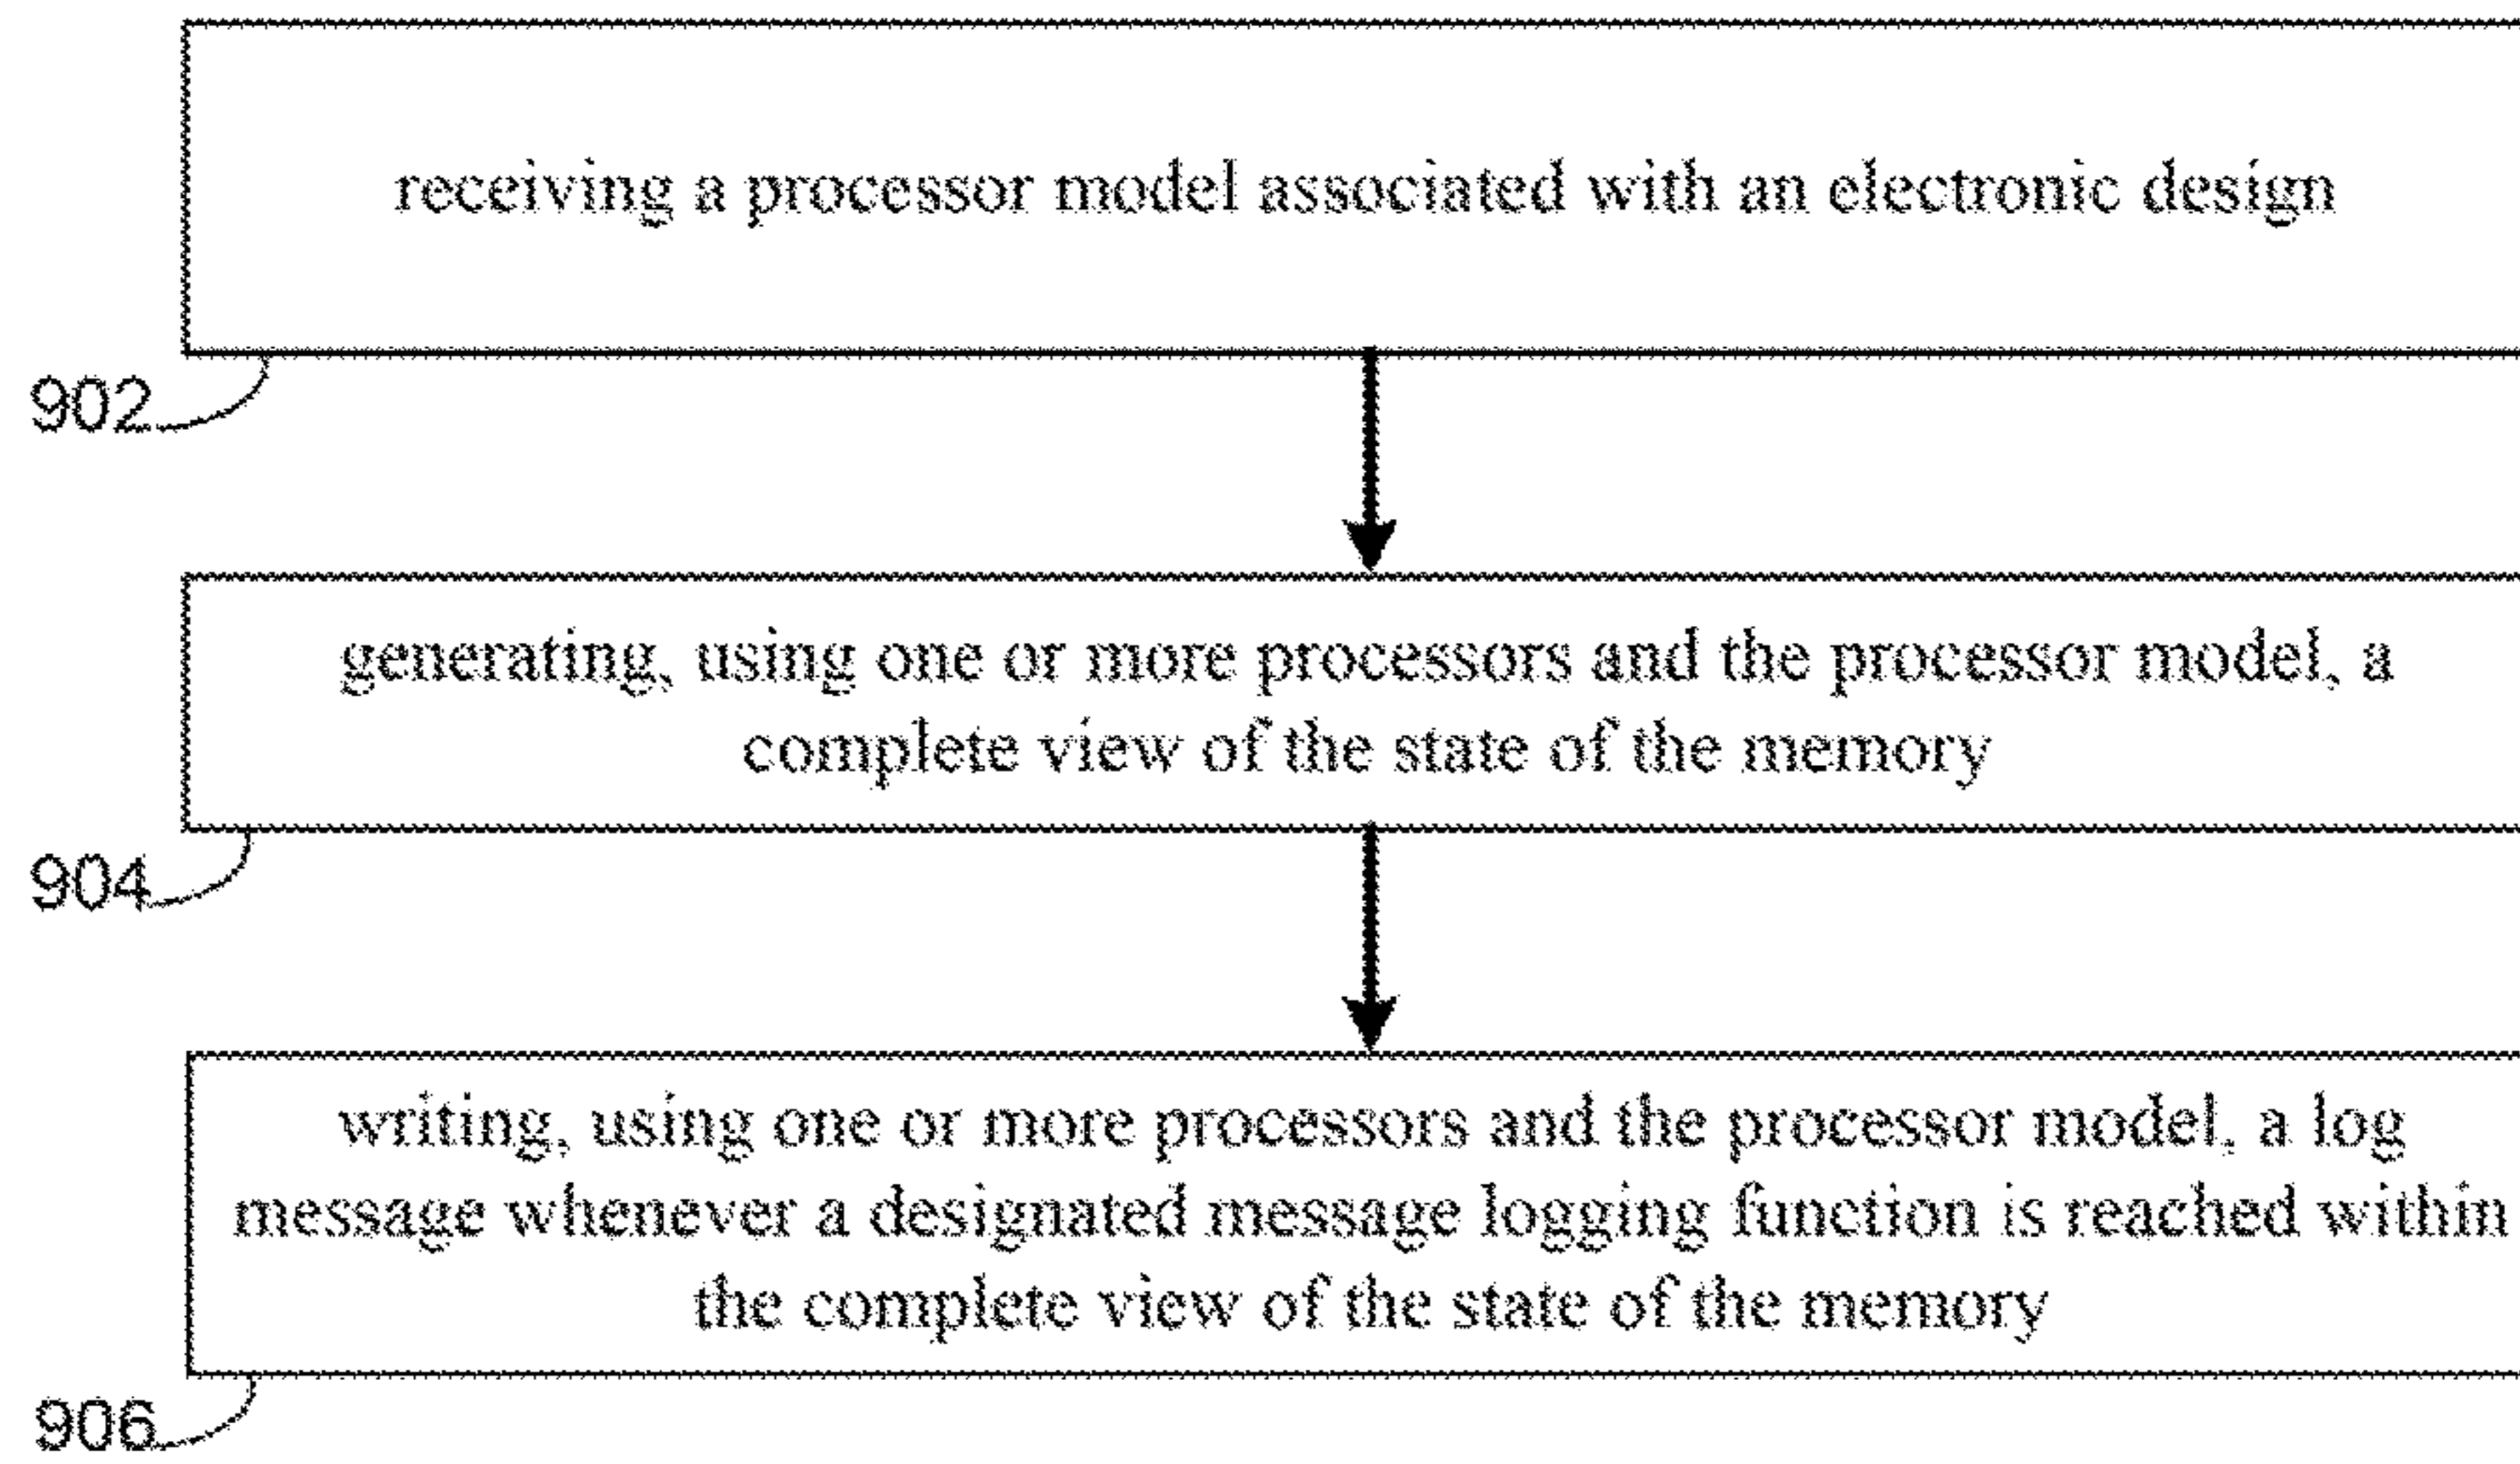 receiving a processor model associated with an electronic design
902
generating, using one or more processors and the processor model, a
complete view of the state of the memory
904
writing, using one or more processors and the processor model, a log
message whenever a designated message logging function is reached within
the complete view of the state of the memory
906